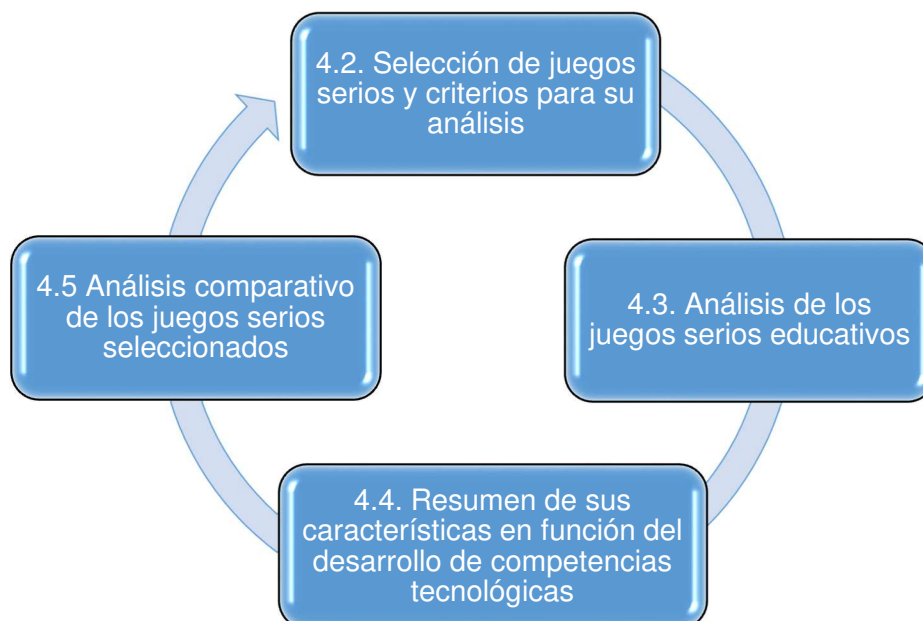 4.2. Selección de juegos
serios y criterios para su
análisis
4.3. Análisis de los
juegos serios educativos
4.4. Resumen de sus
características en función del
desarrollo de competencias
tecnológicas
4.5 Análisis comparativo
de los juegos serios
seleccionados